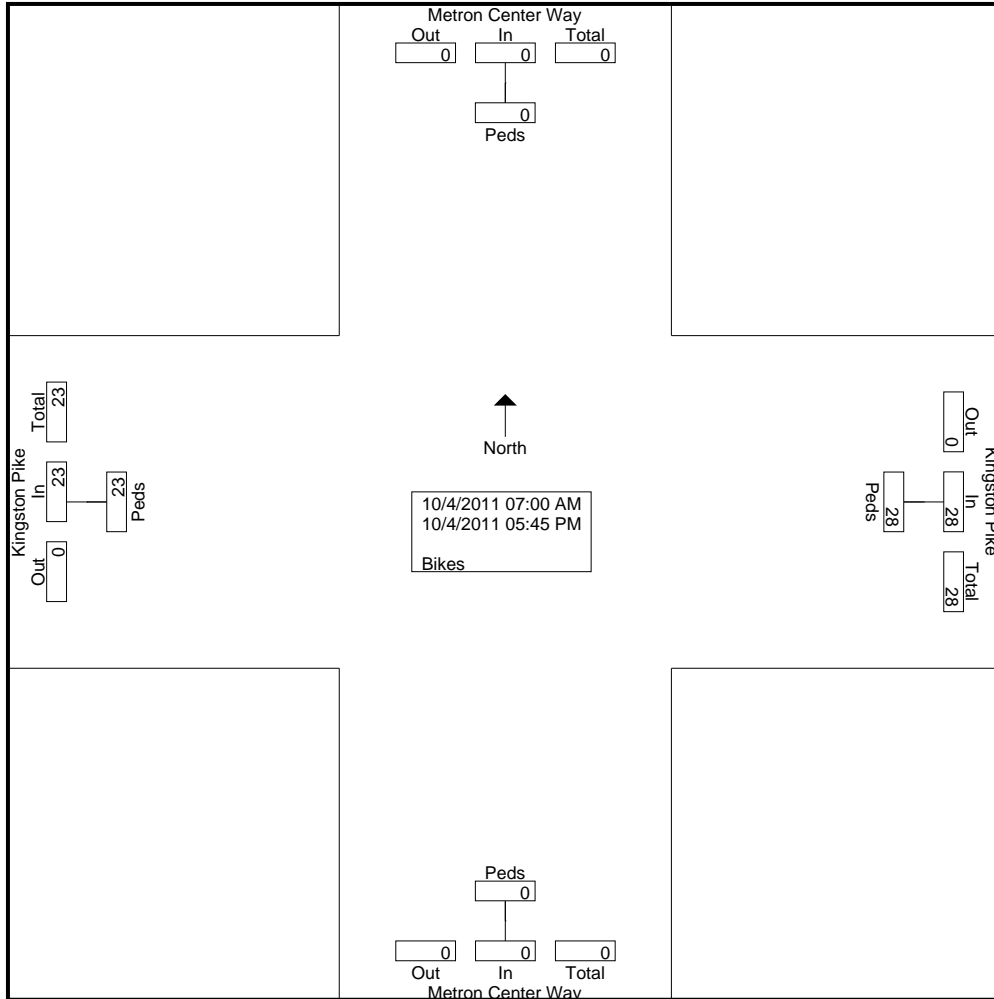 Metron Center Way
Out In Total
0 0 0
0
Peds
Kingston Pike
Total In Out
23 23 0
23
Peds
North
10/4/2011 07:00 AM
10/4/2011 05:45 PM
Bikes
Kingston Pike
Out In Total
0 28 28
28
Peds
Peds
0
0 0 0
Out In Total
Metron Center Way